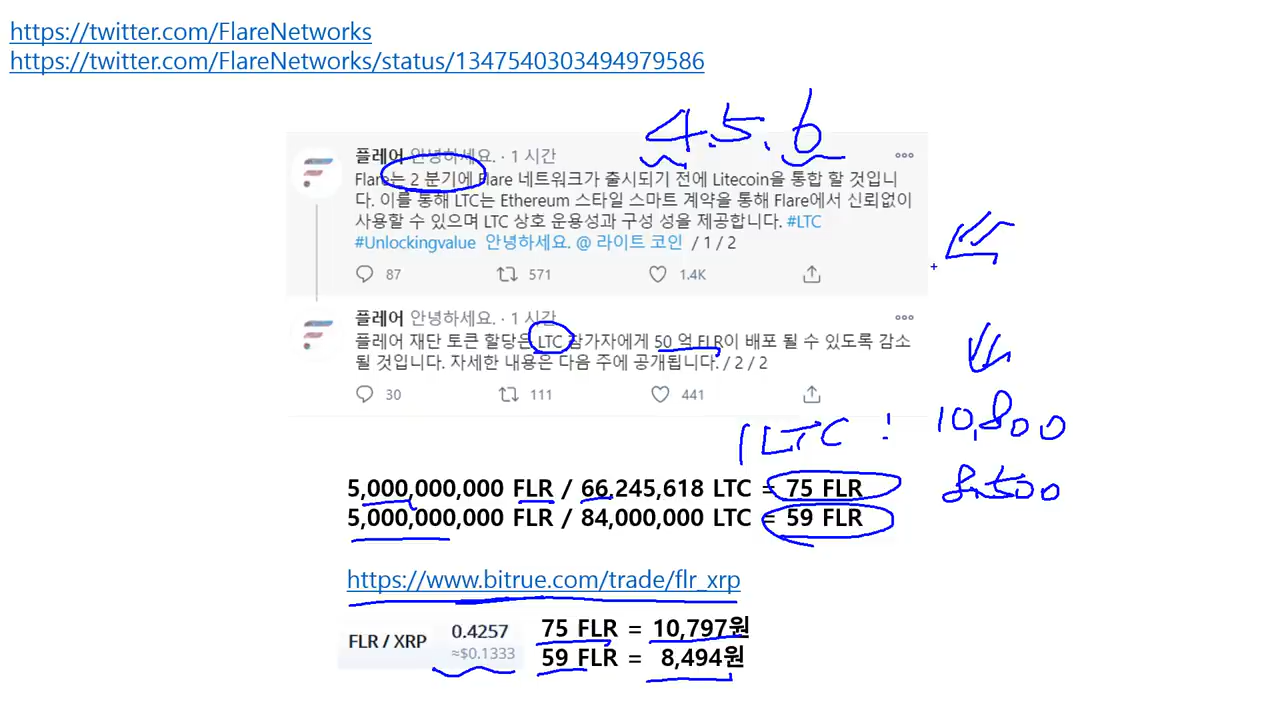 https://twitter.com/FlareNetworks
https://twitter.com/FlareNetworks/status/1347540303494979586
4.5.6
플레어 안녕하세요. · 1 시간
Flare는 2 분기에 Flare 네트워크가 출시되기 전에 Litecoin을 통합 할 것입니
다. 이를 통해 LTC는 Ethereum 스타일 스마트 계약을 통해 Flare에서 신뢰없이
사용할 수 있으며 LTC 상호 운용성과 구성 성을 제공합니다. #LTC
#Unlockingvalue 안녕하세요. @ 라이트 코인 / 1 / 2
87 571 1.4K
플레어 안녕하세요. · 1 시간
플레어 재단 토큰 할당은 LTC 참가자에게 50 억 FLR이 배포 될 수 있도록 감소
될 것입니다. 자세한 내용은 다음 주에 공개됩니다. / 2 / 2
30 111 441
1 LTC : 10,800
8,500
5,000,000,000 FLR / 66,245,618 LTC = 75 FLR
5,000,000,000 FLR / 84,000,000 LTC = 59 FLR
https://www.bitrue.com/trade/flr_xrp
FLR / XRP 0.4257 75 FLR = 10,797원
≈$0.1333 59 FLR = 8,494원